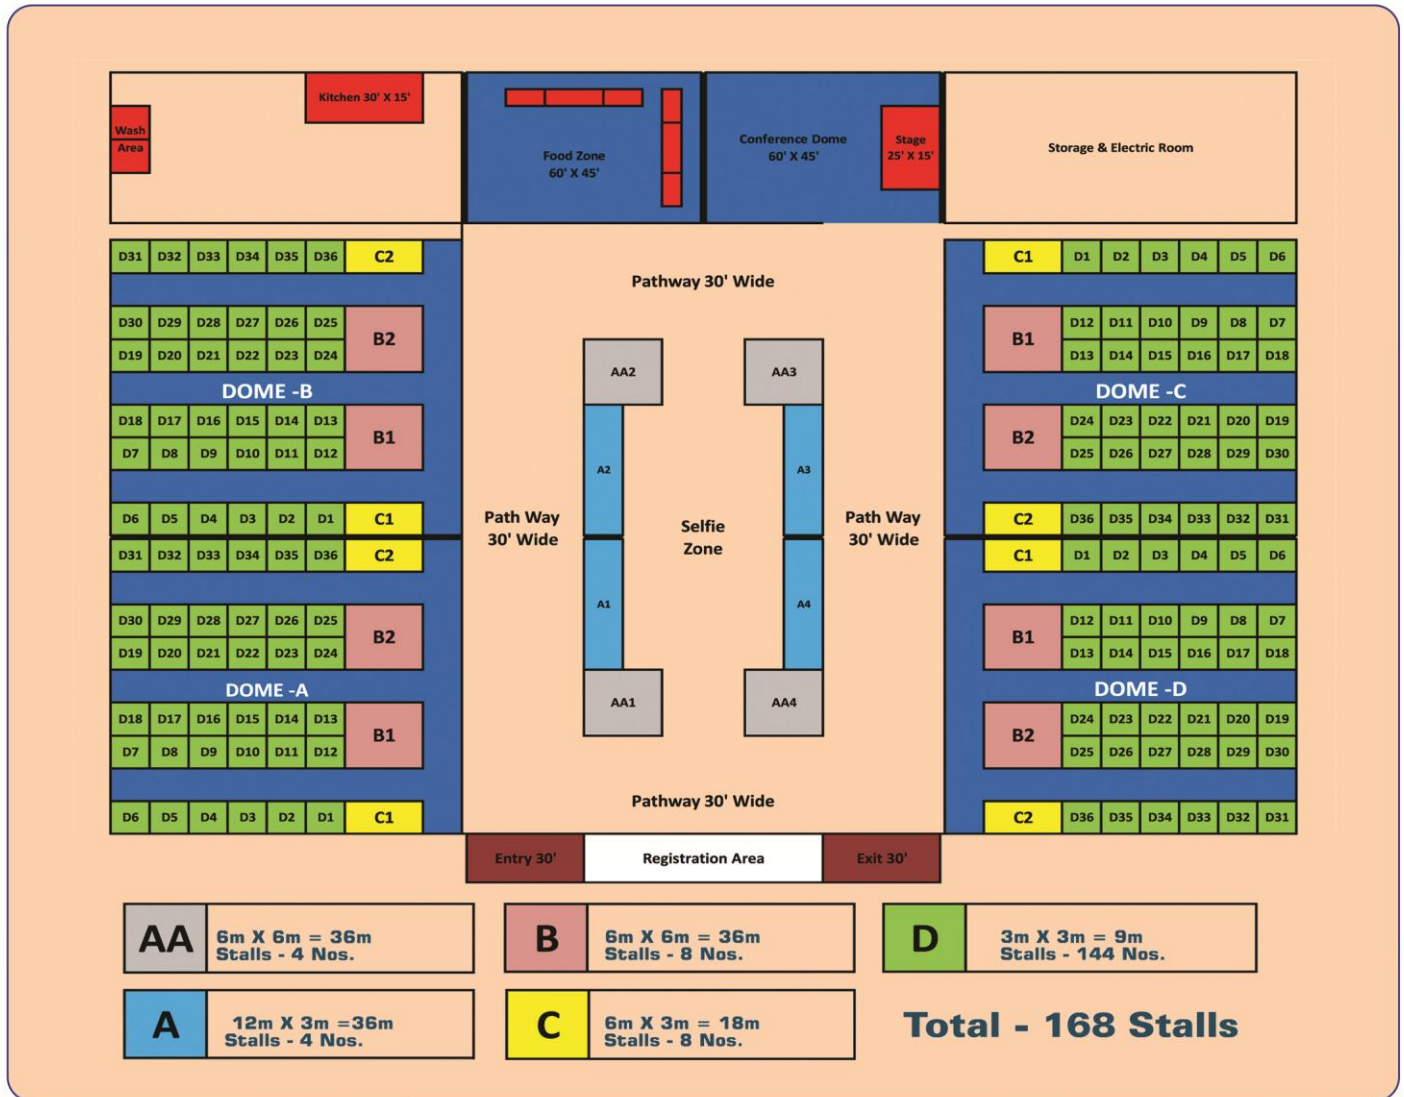 Kitchen 30' X 15'
Wash
Area
Food Zone
60' X 45'
Conference Dome
60' X 45'
Stage
25' X 15'
Storage & Electric Room
D31 D32 D33 D34 D35 D36 C2
D30 D29 D28 D27 D26 D25
B2
D19 D20 D21 D22 D23 D24
DOME -B
D18 D17 D16 D15 D14 D13
B1
D7 D8 D9 D10 D11 D12
D6 D5 D4 D3 D2 D1 C1
D31 D32 D33 D34 D35 D36 C2
D30 D29 D28 D27 D26 D25
B2
D19 D20 D21 D22 D23 D24
DOME -A
D18 D17 D16 D15 D14 D13
B1
D7 D8 D9 D10 D11 D12
D6 D5 D4 D3 D2 D1 C1
Pathway 30' Wide
AA2 AA3
A2 A3
Path Way
30' Wide
Selfie
Zone
Path Way
30' Wide
A1 A4
AA1 AA4
Pathway 30' Wide
C1 D1 D2 D3 D4 D5 D6
D12 D11 D10 D9 D8 D7
B1
D13 D14 D15 D16 D17 D18
DOME -C
D24 D23 D22 D21 D20 D19
B2
D25 D26 D27 D28 D29 D30
C2 D36 D35 D34 D33 D32 D31
C1 D1 D2 D3 D4 D5 D6
D12 D11 D10 D9 D8 D7
B1
D13 D14 D15 D16 D17 D18
DOME -D
D24 D23 D22 D21 D20 D19
B2
D25 D26 D27 D28 D29 D30
C2 D36 D35 D34 D33 D32 D31
Entry 30' Registration Area Exit 30'
AA
6m X 6m = 36m
Stalls - 4 Nos.
B
6m X 6m = 36m
Stalls - 8 Nos.
D
3m X 3m = 9m
Stalls - 144 Nos.
A
12m X 3m =36m
Stalls - 4 Nos.
C
6m X 3m = 18m
Stalls - 8 Nos.
Total - 168 Stalls